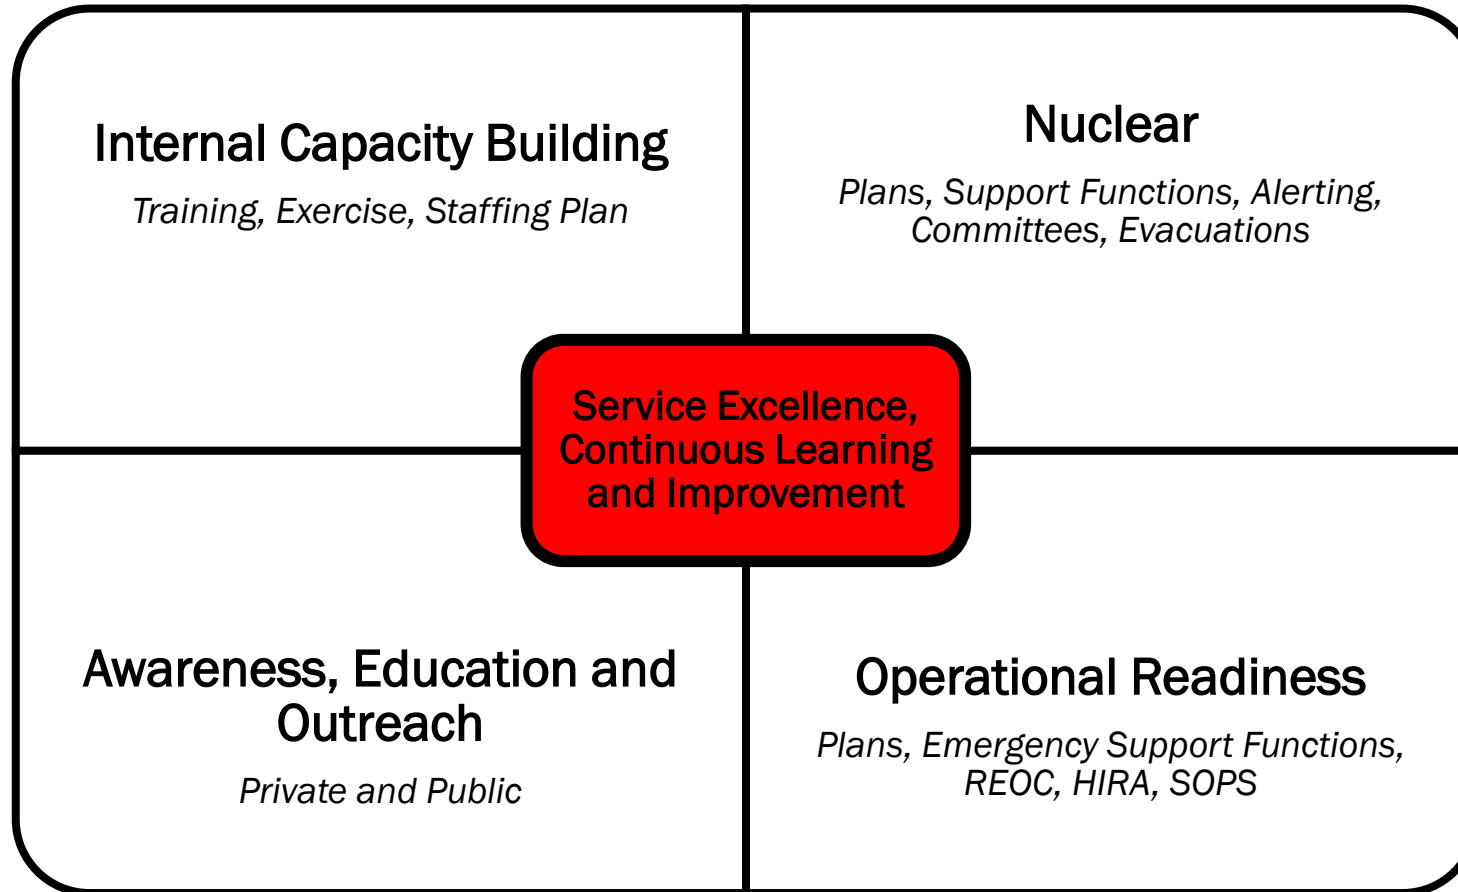 Internal Capacity Building
Training, Exercise, Staffing Plan
Nuclear
Plans, Support Functions, Alerting,
Committees, Evacuations
Service Excellence,
Continuous Learning
and Improvement
Awareness, Education and
Outreach
Private and Public
Operational Readiness
Plans, Emergency Support Functions,
REOC, HIRA, SOPS